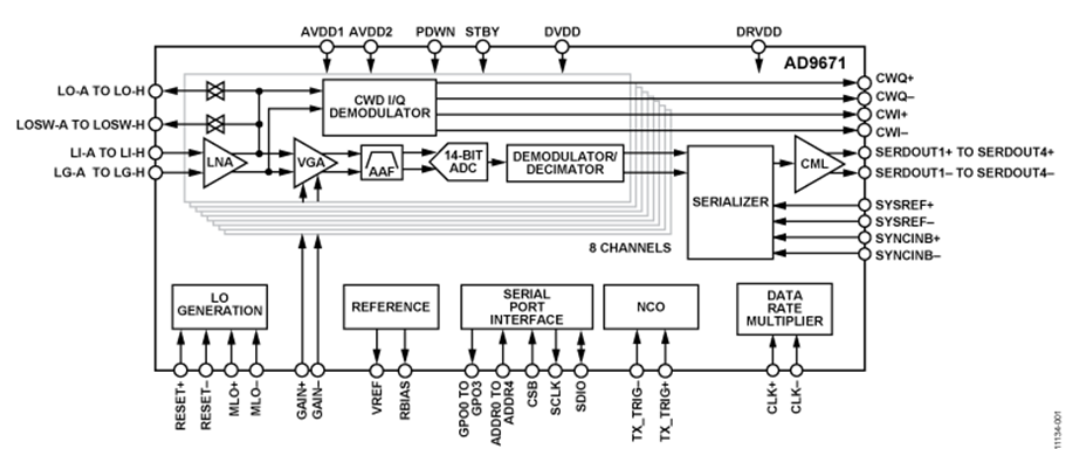 AVDD1 AVDD2 PDWN STBY DVDD DRVDD
AD9671
LO-A TO LO-H
LOSW-A TO LOSW-H
LI-A TO LI-H
LG-A TO LG-H
LNA
VGA
CWD I/Q
DEMODULATOR
AAF
14-BIT
ADC
DEMODULATOR/
DECIMATOR
SERIALIZER
CML
8 CHANNELS
CWQ+
CWQ–
CWI+
CWI–
SERDOUT1+ TO SERDOUT4+
SERDOUT1– TO SERDOUT4–
SYSREF+
SYSREF–
SYNCINB+
SYNCINB–
LO
GENERATION
REFERENCE
SERIAL
PORT
INTERFACE
NCO
DATA
RATE
MULTIPLIER
RESET+
RESET–
MLO+
MLO–
GAIN+
GAIN–
VREF
RBIAS
GPO0 TO
GPO3
ADDR0 TO
ADDR4
CSB
SCLK
SDIO
TX_TRIG–
TX_TRIG+
CLK+
CLK–
11134-001